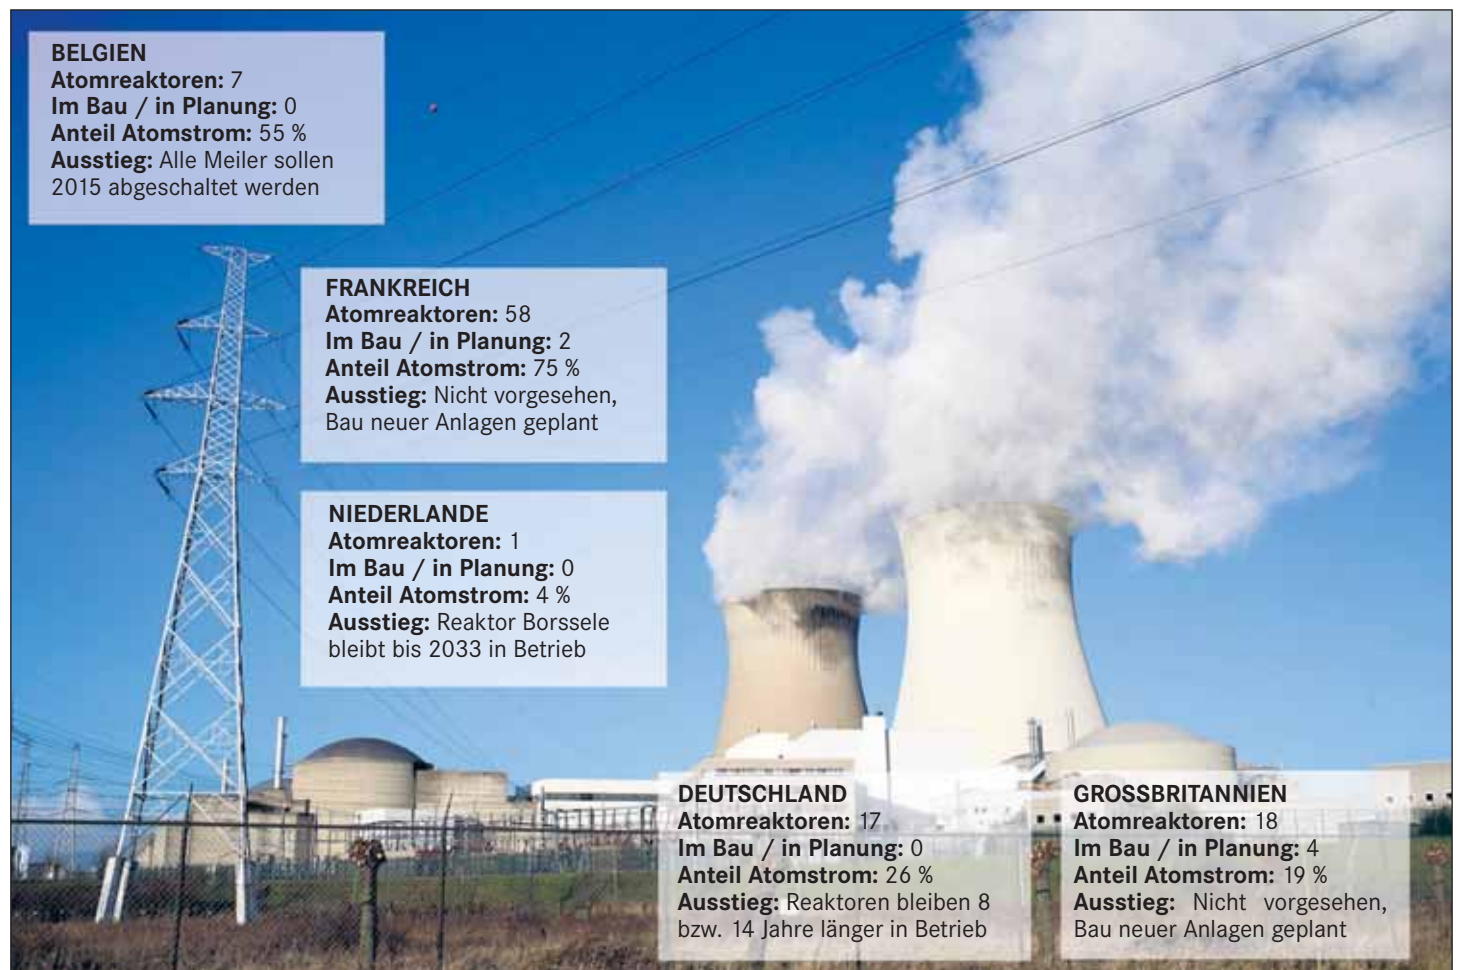 BELGIEN
Atomreaktoren: 7
Im Bau / in Planung: 0
Anteil Atomstrom: 55 %
Ausstieg: Alle Meiler sollen
2015 abgeschaltet werden
FRANKREICH
Atomreaktoren: 58
Im Bau / in Planung: 2
Anteil Atomstrom: 75 %
Ausstieg: Nicht vorgesehen,
Bau neuer Anlagen geplant
NIEDERLANDE
Atomreaktoren: 1
Im Bau / in Planung: 0
Anteil Atomstrom: 4 %
Ausstieg: Reaktor Borssele
bleibt bis 2033 in Betrieb
DEUTSCHLAND
Atomreaktoren: 17
Im Bau / in Planung: 0
Anteil Atomstrom: 26 %
Ausstieg: Reaktoren bleiben 8
bzw. 14 Jahre länger in Betrieb
GROSSBRITANNIEN
Atomreaktoren: 18
Im Bau / in Planung: 4
Anteil Atomstrom: 19 %
Ausstieg: Nicht vorgesehen,
Bau neuer Anlagen geplant